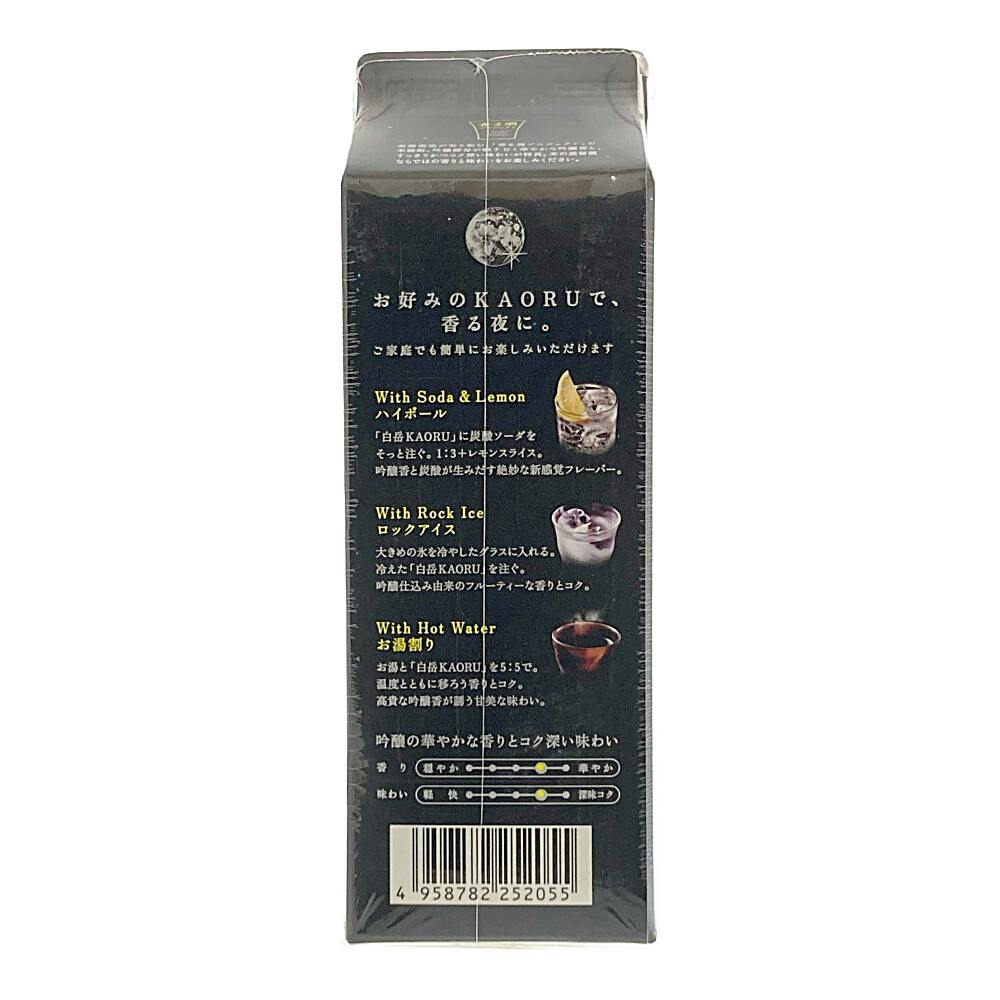 お好みのKAORUで、
香る夜に。
ご家庭でも簡単にお楽しみいただけます
With Soda & Lemon
ハイボール
「白岳KAORU」に炭酸ソーダを
そっと注ぐ。1:3+レモンスライス。
吟醸香と炭酸が生みだす絶妙な新感覚フレーバー。
With Rock Ice
ロックアイス
大きめの氷を冷やしたグラスに入れる。
冷えた「白岳KAORU」を注ぐ。
吟醸仕込み由来のフルーティーな香りとコク。
With Hot Water
お湯割り
お湯と「白岳KAORU」を5:5で。
温度とともに移ろう香りとコク。
高貴な吟醸香が誘う甘美な味わい。
吟醸の華やかな香りとコク深い味わい
香り 穏やか 華やか
味わい 軽快 深味コク
4 958782 252055